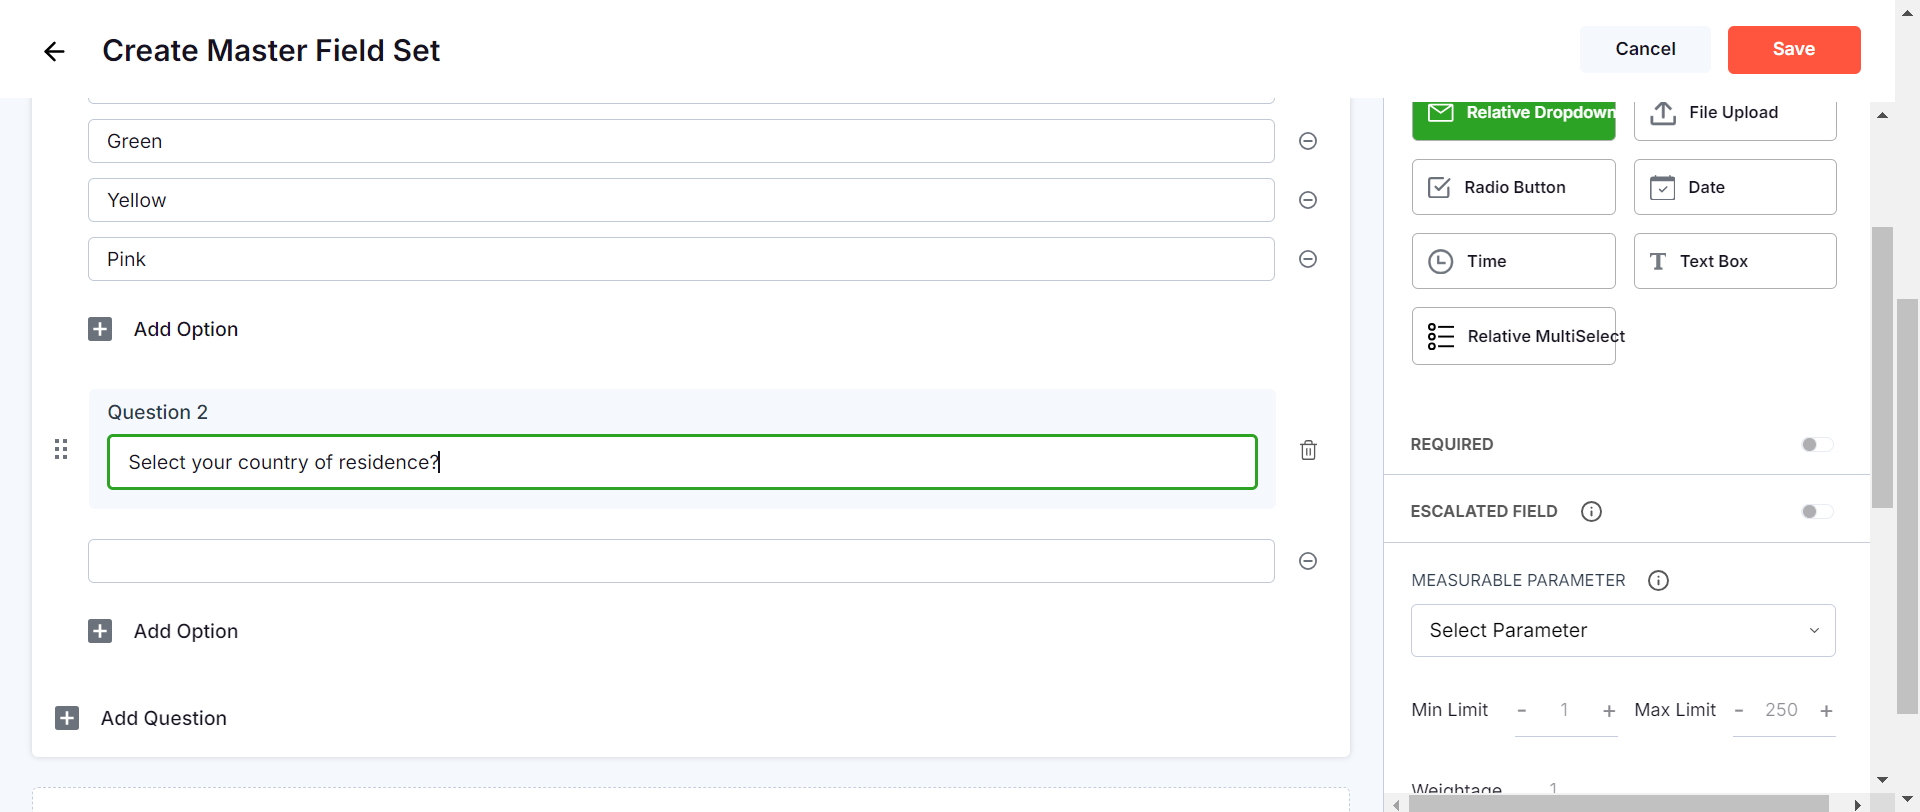 Create Master Field Set
Cancel
Save
Green
Yellow
Pink
Add Option
Question 2
Select your country of residence?
Add Option
Add Question
Relative Dropdown
File Upload
Radio Button
Date
Time
Text Box
Relative MultiSelect
REQUIRED
ESCALATED FIELD
MEASURABLE PARAMETER
Select Parameter
Min Limit - 1 + Max Limit - 250 +
Weightage 1